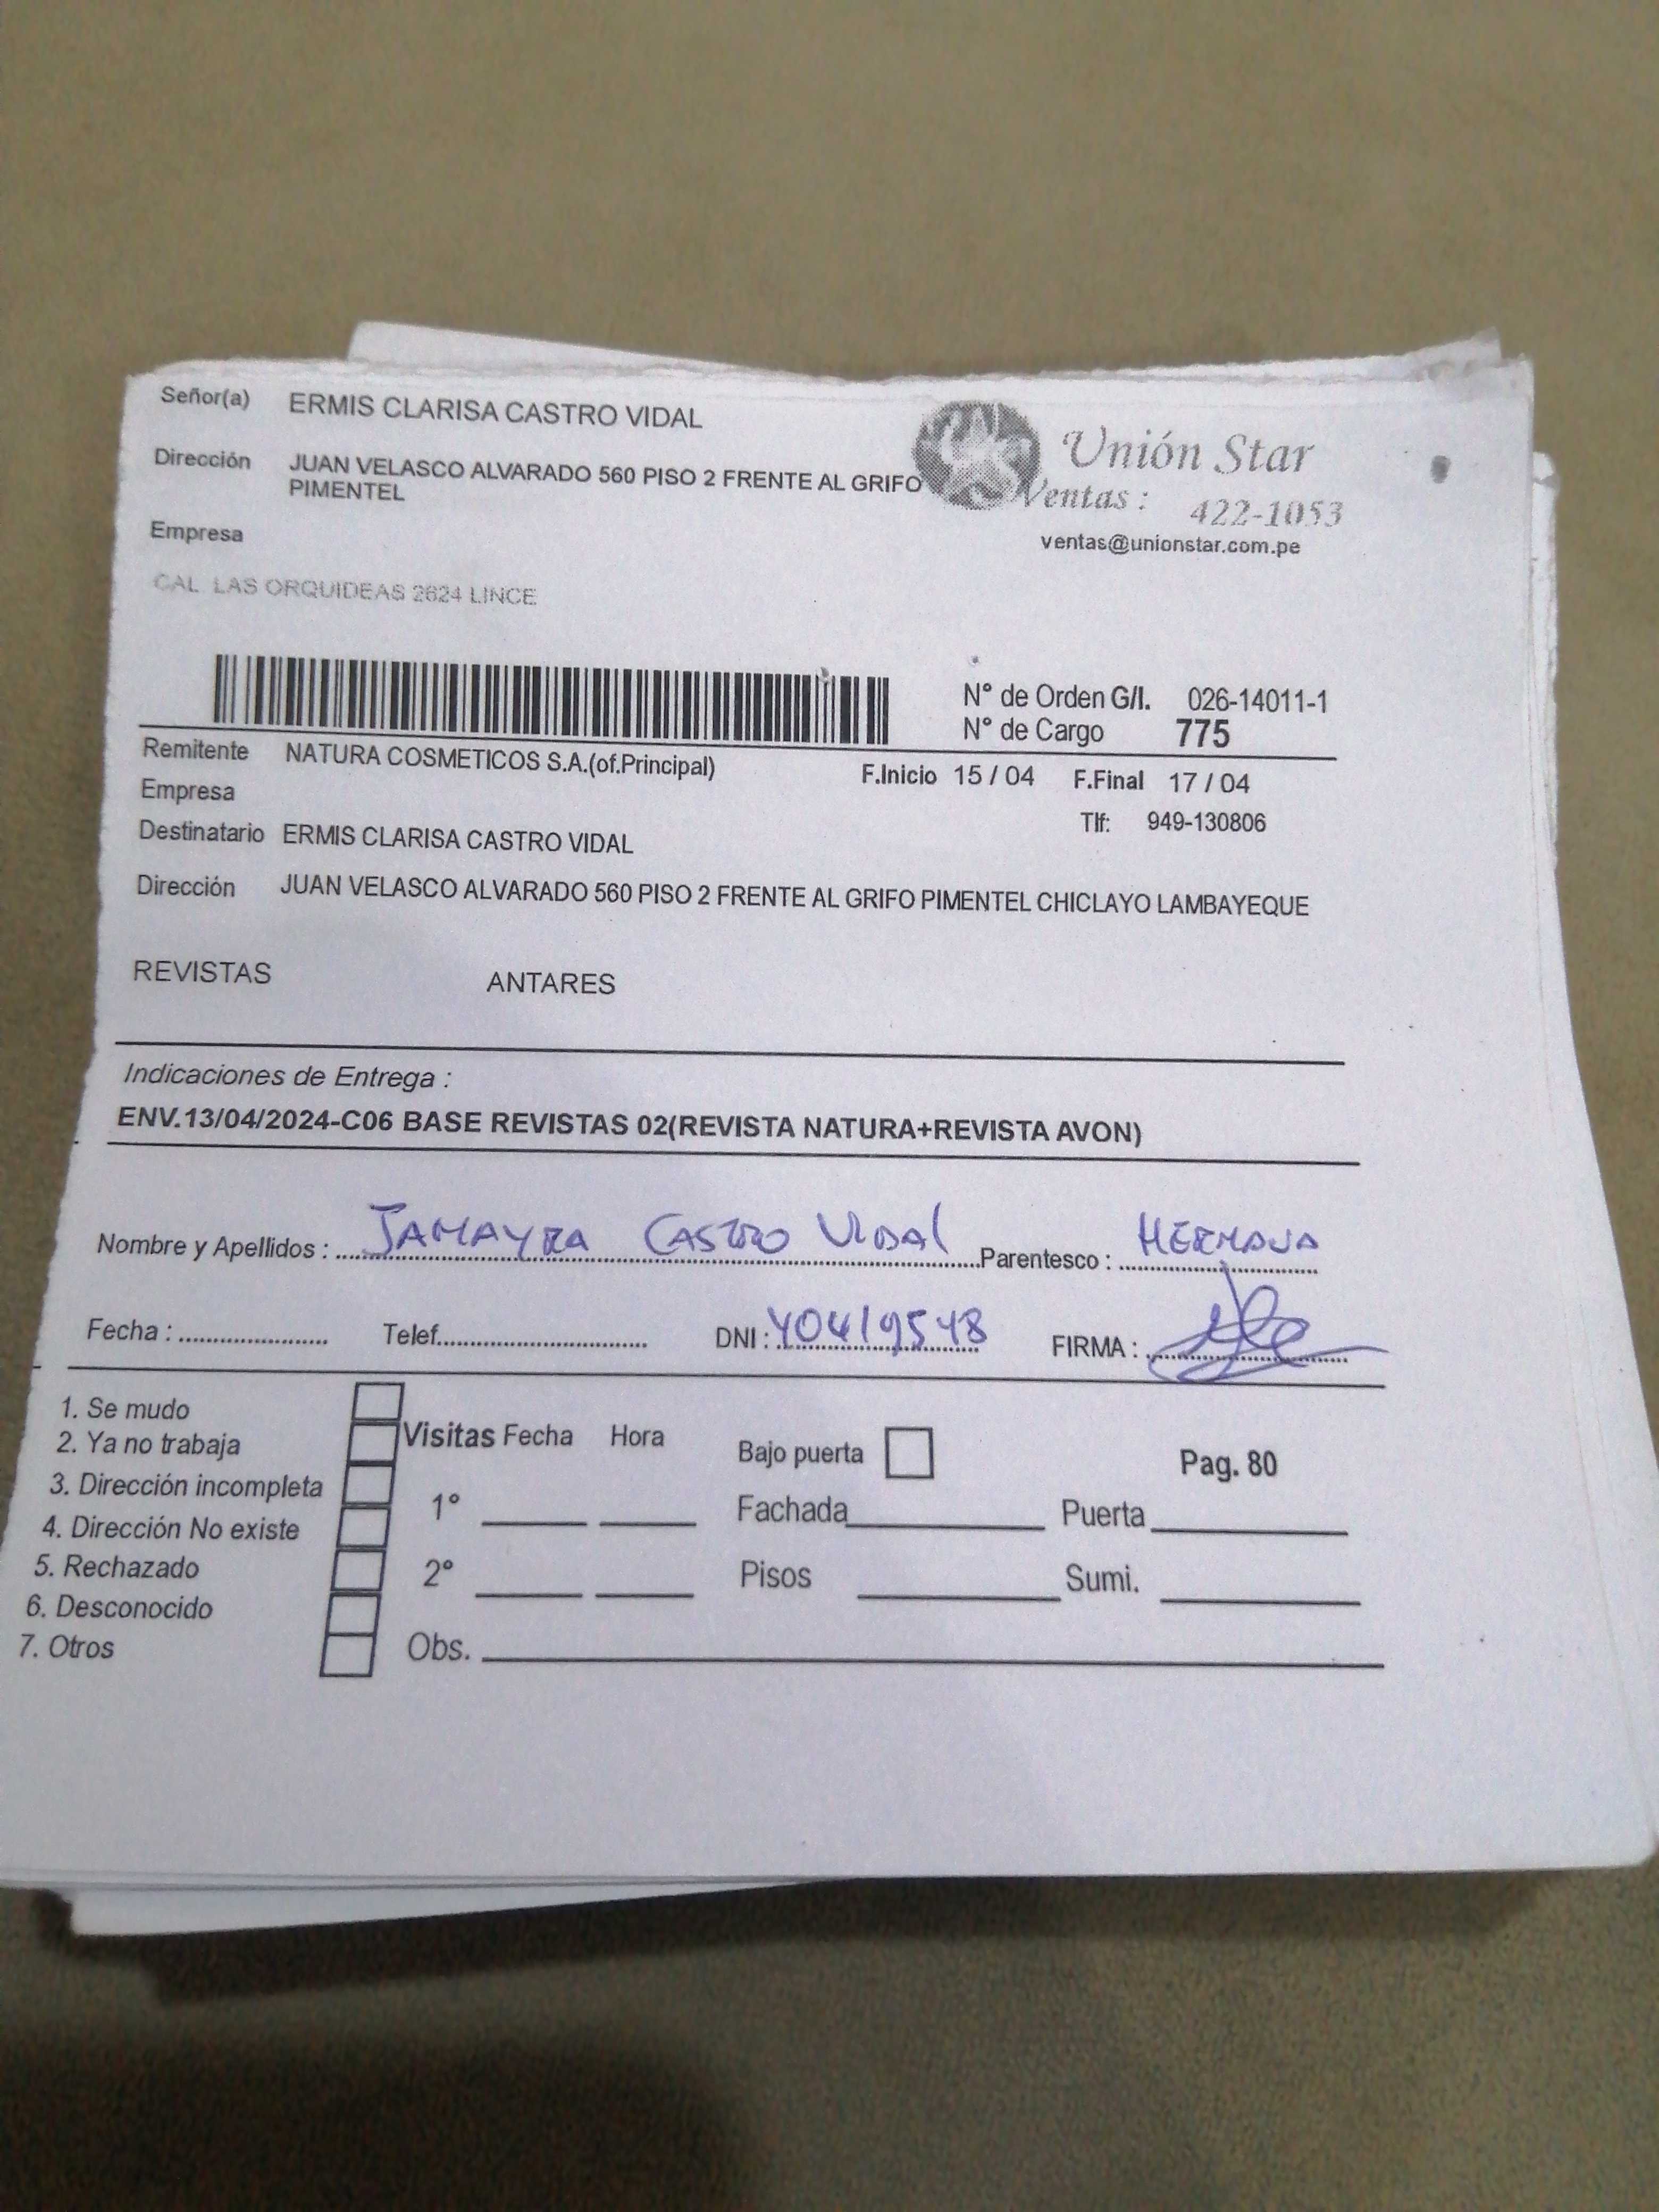 Señor(a) ERMIS CLARISA CASTRO VIDAL
Unión Star
Ventas : 422-1053
ventas@unionstar.com.pe
Dirección JUAN VELASCO ALVARADO 560 PISO 2 FRENTE AL GRIFO
PIMENTEL
Empresa
CAL LAS ORQUIDEAS 2624 LINCE
N° de Orden G/I. 026-14011-1
N° de Cargo 775
Remitente NATURA COSMETICOS S.A.(of.Principal) F.Inicio 15 / 04 F.Final 17 / 04
Empresa
Tlf: 949-130806
Destinatario ERMIS CLARISA CASTRO VIDAL
Dirección JUAN VELASCO ALVARADO 560 PISO 2 FRENTE AL GRIFO PIMENTEL CHICLAYO LAMBAYEQUE
REVISTAS ANTARES
Indicaciones de Entrega :
ENV.13/04/2024-C06 BASE REVISTAS 02(REVISTA NATURA+REVISTA AVON)
Nombre y Apellidos : JAMAYRA CASTRO VIDAL Parentesco : HERMANA
Fecha : Telef. DNI : 40419548 FIRMA :
1. Se mudo
2. Ya no trabaja
3. Dirección incompleta
4. Dirección No existe
5. Rechazado
6. Desconocido
7. Otros
Visitas Fecha Hora Bajo puerta Pag. 80
1° Fachada Puerta
2° Pisos Sumi.
Obs.